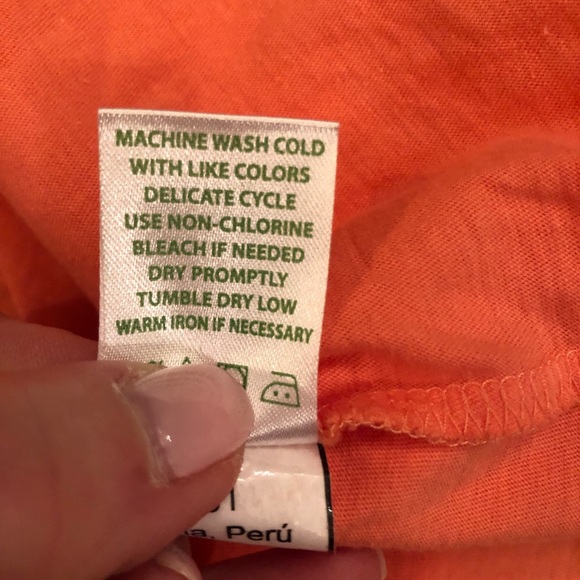 MACHINE WASH COLD
WITH LIKE COLORS
DELICATE CYCLE
USE NON-CHLORINE
BLEACH IF NEEDED
DRY PROMPTLY
TUMBLE DRY LOW
WARM IRON IF NECESSARY
Perú